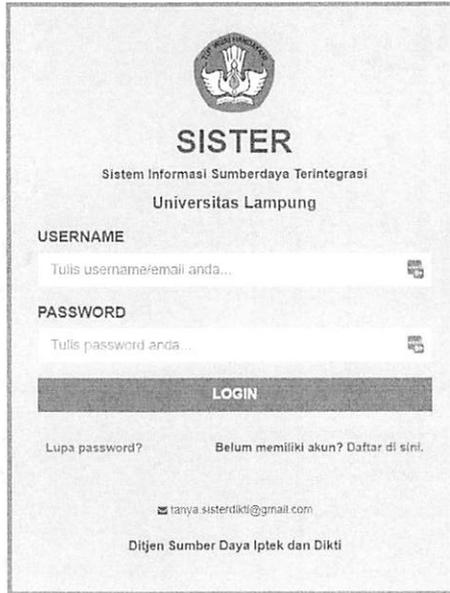 SISTER
Sistem Informasi Sumberdaya Terintegrasi
Universitas Lampung
USERNAME
Tulis username/email anda...
PASSWORD
Tulis password anda...
LOGIN
Lupa password? Belum memiliki akun? Daftar di sini.
tanya.sisterdikti@gmail.com
Ditjen Sumber Daya Iptek dan Dikti